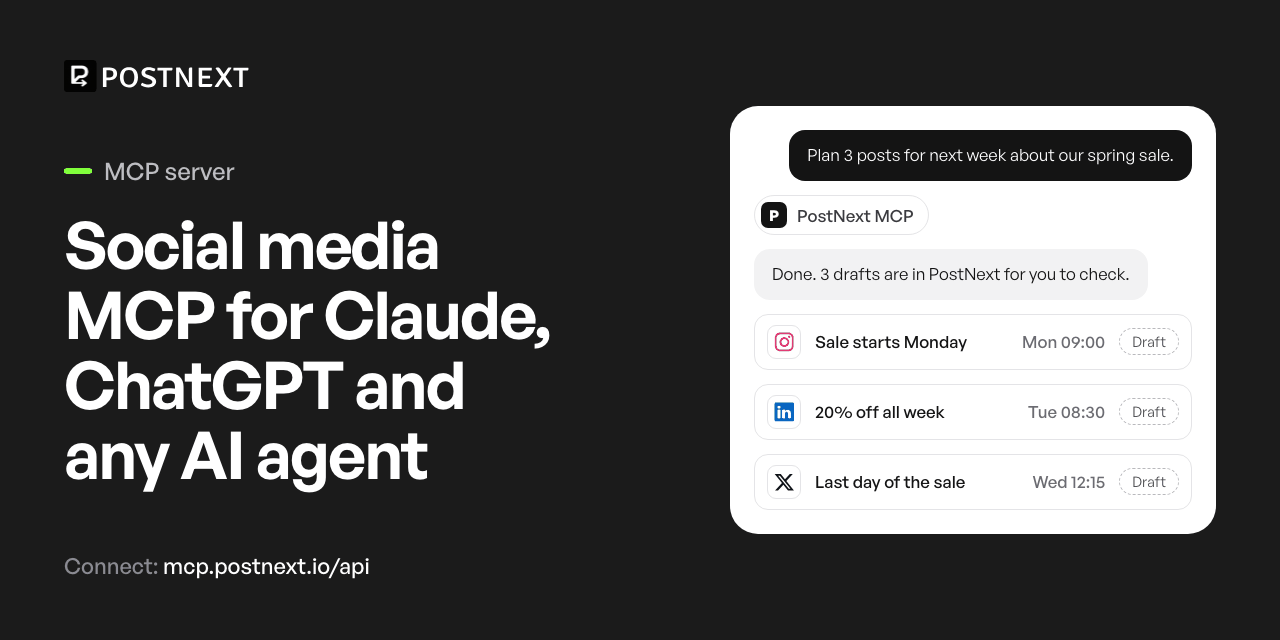 POSTNEXT
MCP server
Social media
MCP for Claude,
ChatGPT and
any AI agent
Connect: mcp.postnext.io/api
Plan 3 posts for next week about our spring sale.
P PostNext MCP
Done. 3 drafts are in PostNext for you to check.
Sale starts Monday Mon 09:00 Draft
in 20% off all week Tue 08:30 Draft
X Last day of the sale Wed 12:15 Draft